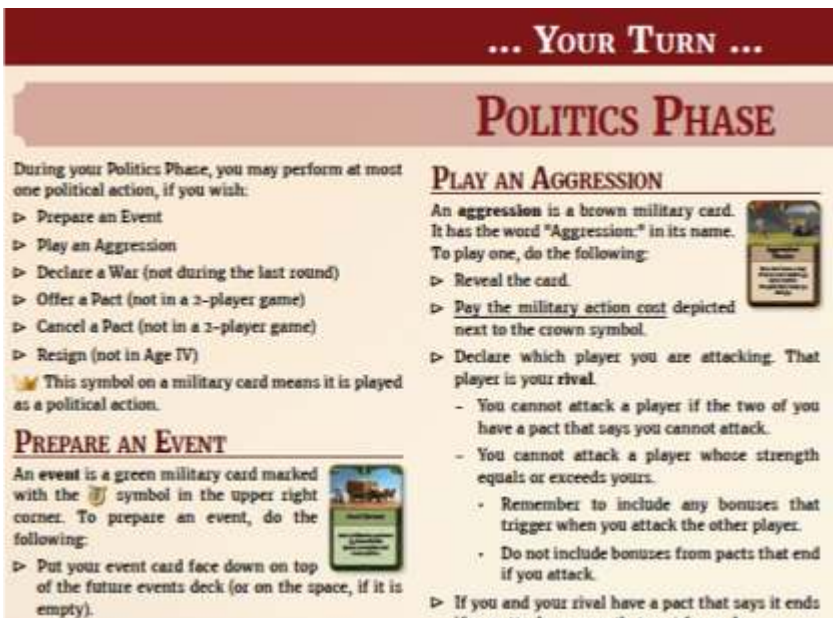 ... YOUR TURN ...
POLITICS PHASE
During your Politics Phase, you may perform at most
one political action, if you wish:
▷ Prepare an Event
▷ Play an Aggression
▷ Declare a War (not during the last round)
▷ Offer a Pact (not in a 2-player game)
▷ Cancel a Pact (not in a 2-player game)
▷ Resign (not in Age IV)
This symbol on a military card means it is played
as a political action.
PREPARE AN EVENT
An event is a green military card marked
with the symbol in the upper right
corner. To prepare an event, do the
following:
▷ Put your event card face down on top
of the future events deck (or on the space, if it is
empty).
PLAY AN AGGRESSION
An aggression is a brown military card.
It has the word "Aggression:" in its name.
To play one, do the following:
▷ Reveal the card.
▷ Pay the military action cost depicted
next to the crown symbol.
▷ Declare which player you are attacking. That
player is your rival.
- You cannot attack a player if the two of you
have a pact that says you cannot attack.
- You cannot attack a player whose strength
equals or exceeds yours.
· Remember to include any bonuses that
trigger when you attack the other player.
· Do not include bonuses from pacts that end
if you attack.
▷ If you and your rival have a pact that says it ends